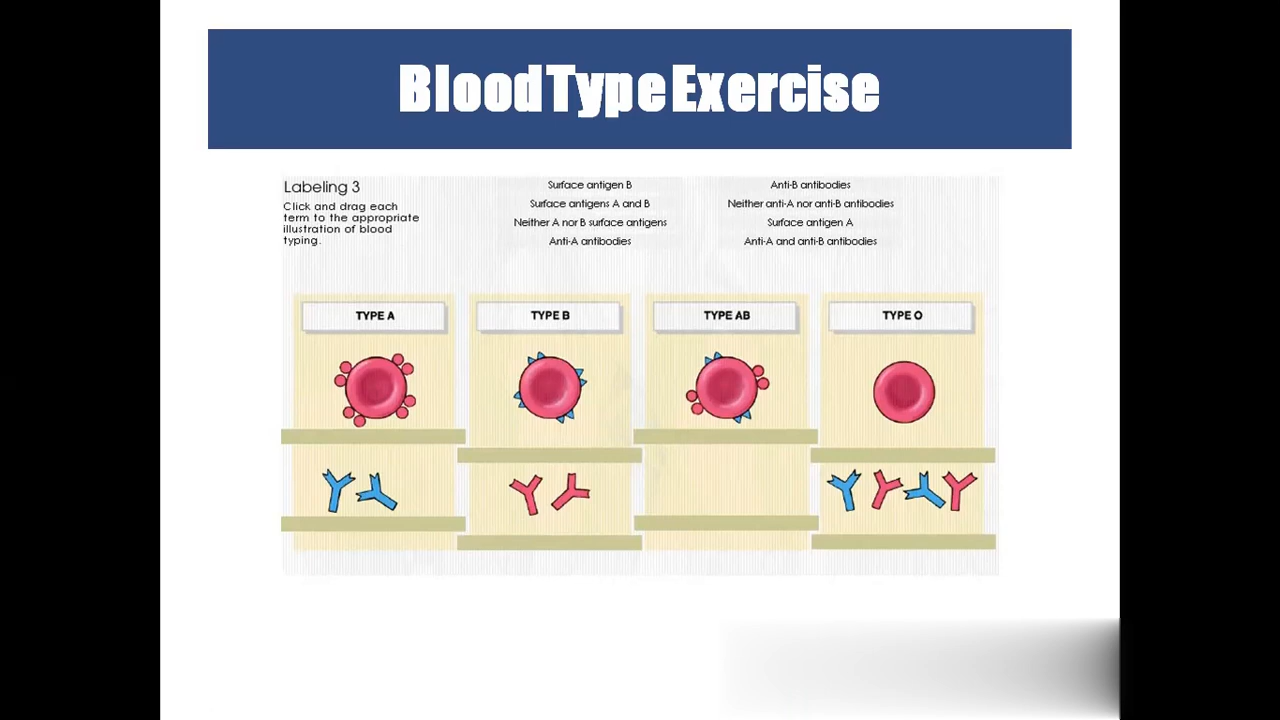 Blood Type Exercise
Labeling 3
Click and drag each
term to the appropriate
illustration of blood
typing.
Surface antigen B
Surface antigens A and B
Neither A nor B surface antigens
Anti-A antibodies
Anti-B antibodies
Neither anti-A nor anti-B antibodies
Surface antigen A
Anti-A and anti-B antibodies
TYPE A
TYPE B
TYPE AB
TYPE O